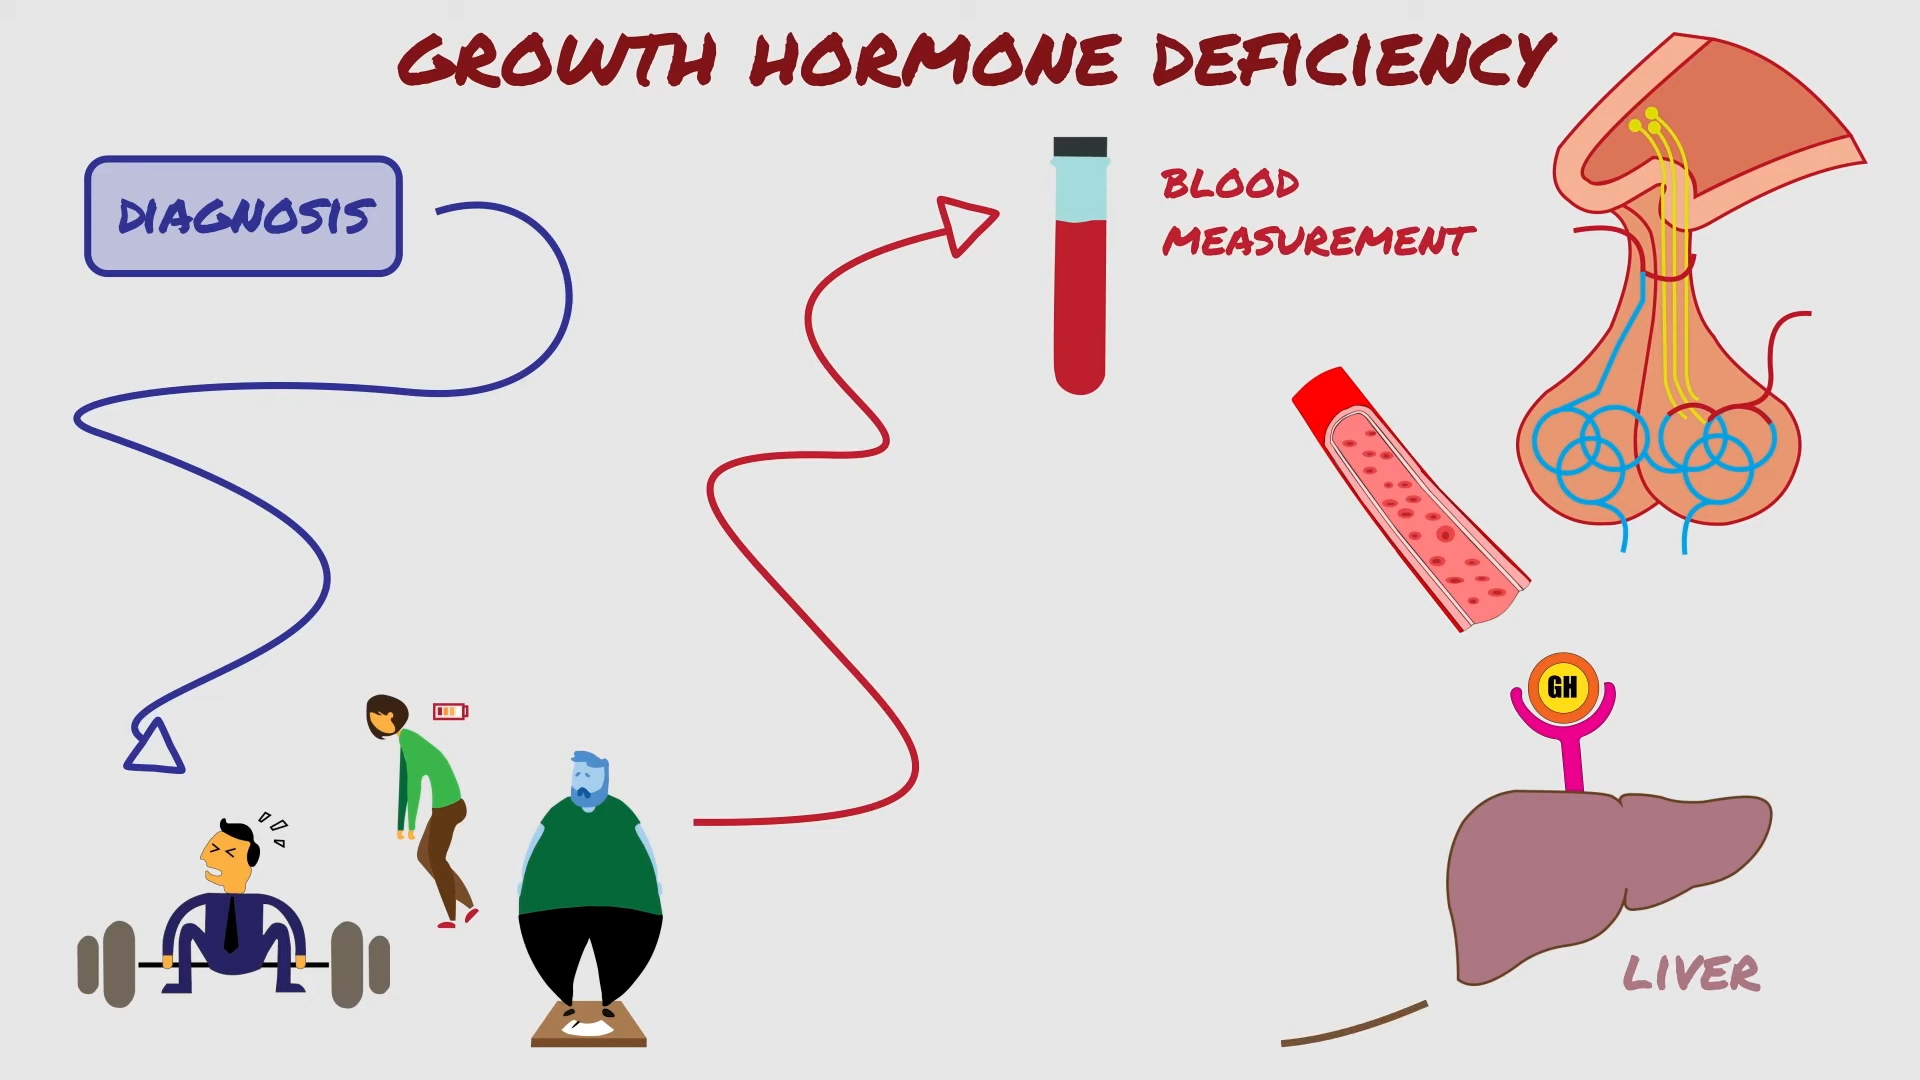 GROWTH HORMONE DEFICIENCY
DIAGNOSIS
BLOOD
MEASUREMENT
GH
LIVER